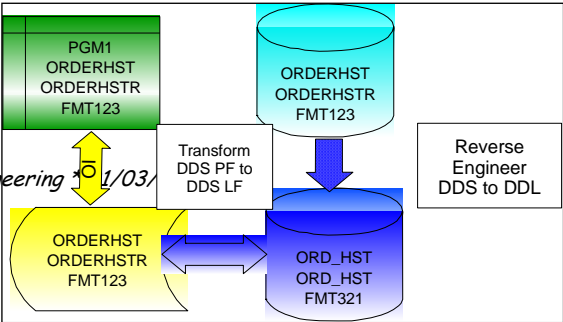 PGM1
ORDERHST
ORDERHSTR
FMT123
ORDERHST
ORDERHSTR
FMT123
Transform
DDS PF to
DDS LF
Reverse
Engineer
DDS to DDL
IO
ORDERHST
ORDERHSTR
FMT123
ORD_HST
ORD_HST
FMT321